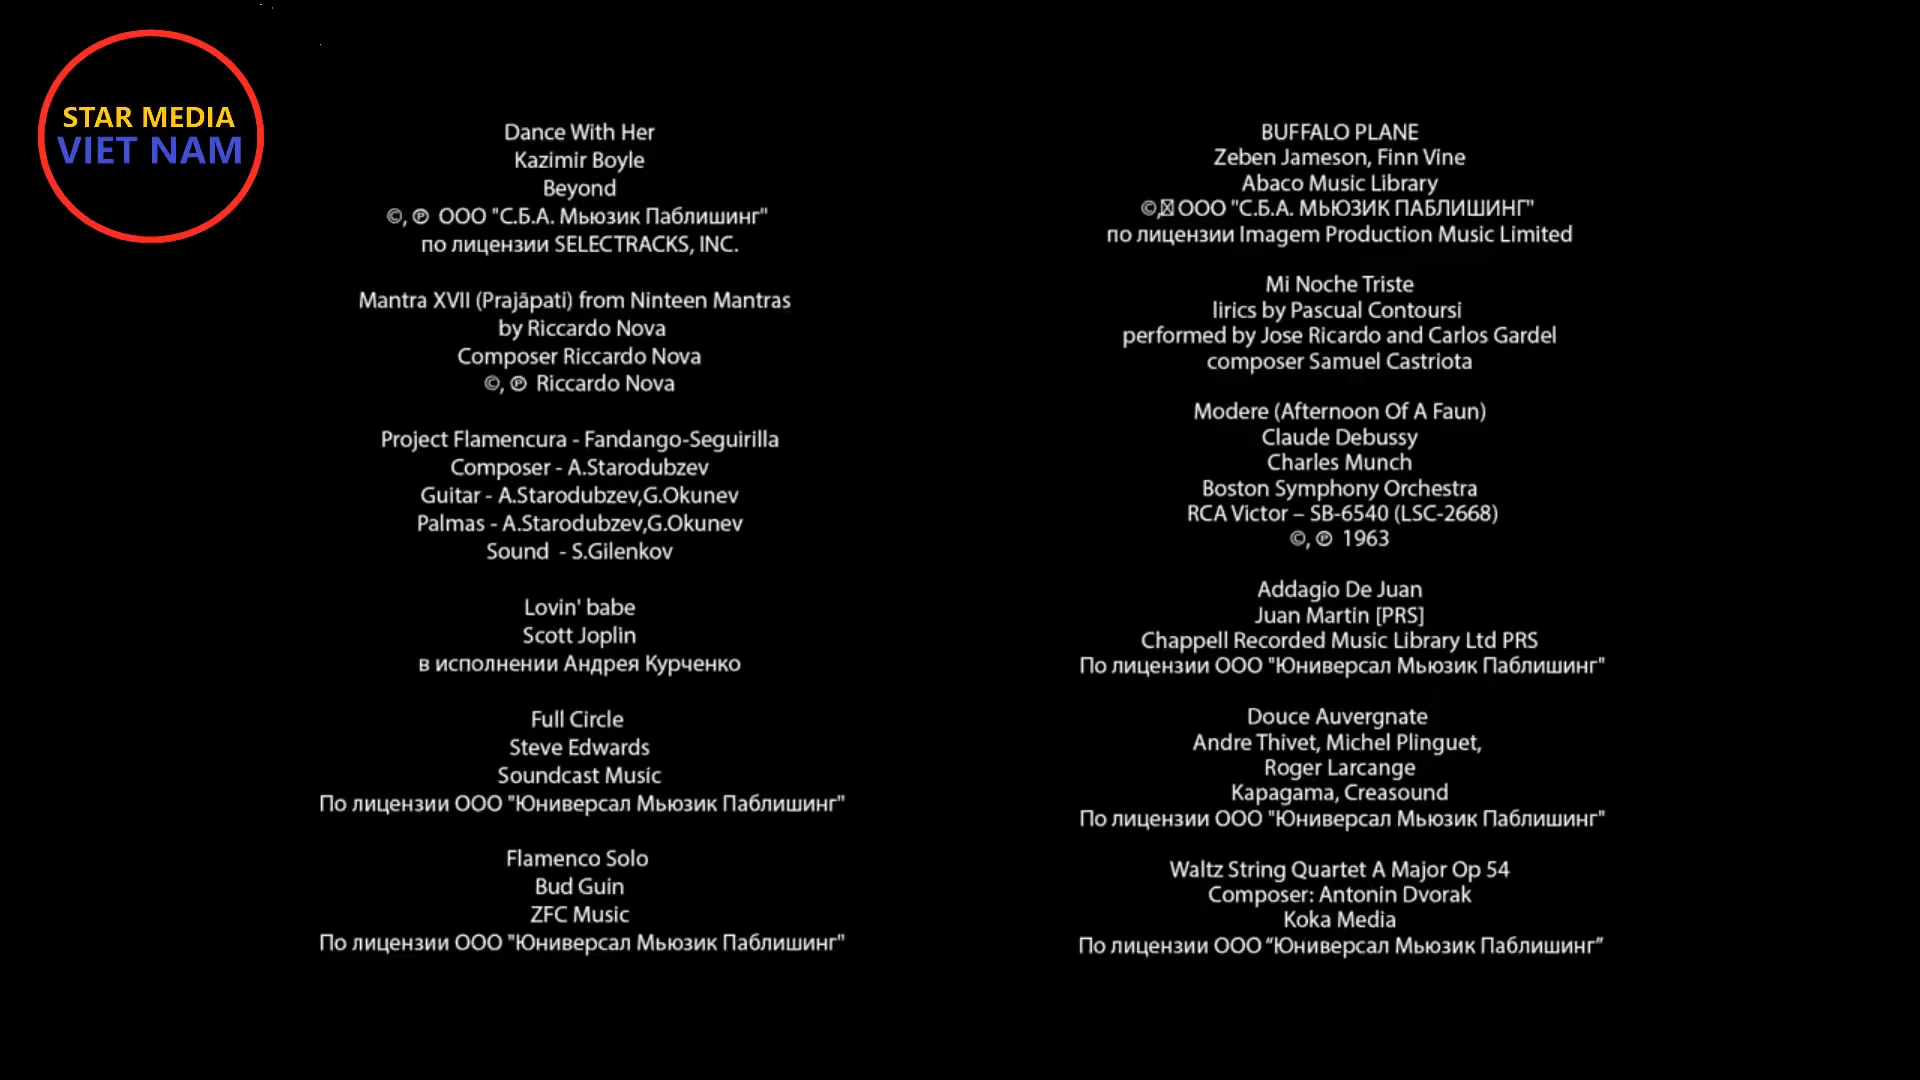 STAR MEDIA
VIET NAM
Dance With Her
Kazimir Boyle
Beyond
©, ℗ ООО "С.Б.А. Мьюзик Паблишинг"
по лицензии SELECTRACKS, INC.
Mantra XVII (Prajāpati) from Ninteen Mantras
by Riccardo Nova
Composer Riccardo Nova
©, ℗ Riccardo Nova
Project Flamencura - Fandango-Seguirilla
Composer - A.Starodubzev
Guitar - A.Starodubzev,G.Okunev
Palmas - A.Starodubzev,G.Okunev
Sound - S.Gilenkov
Lovin' babe
Scott Joplin
в исполнении Андрея Курченко
Full Circle
Steve Edwards
Soundcast Music
По лицензии ООО "Юниверсал Мьюзик Паблишинг"
Flamenco Solo
Bud Guin
ZFC Music
По лицензии ООО "Юниверсал Мьюзик Паблишинг"
BUFFALO PLANE
Zeben Jameson, Finn Vine
Abaco Music Library
©, ООО "С.Б.А. МЬЮЗИК ПАБЛИШИНГ"
по лицензии Imagem Production Music Limited
Mi Noche Triste
lirics by Pascual Contoursi
performed by Jose Ricardo and Carlos Gardel
composer Samuel Castriota
Modere (Afternoon Of A Faun)
Claude Debussy
Charles Munch
Boston Symphony Orchestra
RCA Victor – SB-6540 (LSC-2668)
©, ℗ 1963
Addagio De Juan
Juan Martin [PRS]
Chappell Recorded Music Library Ltd PRS
По лицензии ООО "Юниверсал Мьюзик Паблишинг"
Douce Auvergnate
Andre Thivet, Michel Plinguet,
Roger Larcange
Kapagama, Creasound
По лицензии ООО "Юниверсал Мьюзик Паблишинг"
Waltz String Quartet A Major Op 54
Composer: Antonin Dvorak
Koka Media
По лицензии ООО “Юниверсал Мьюзик Паблишинг”